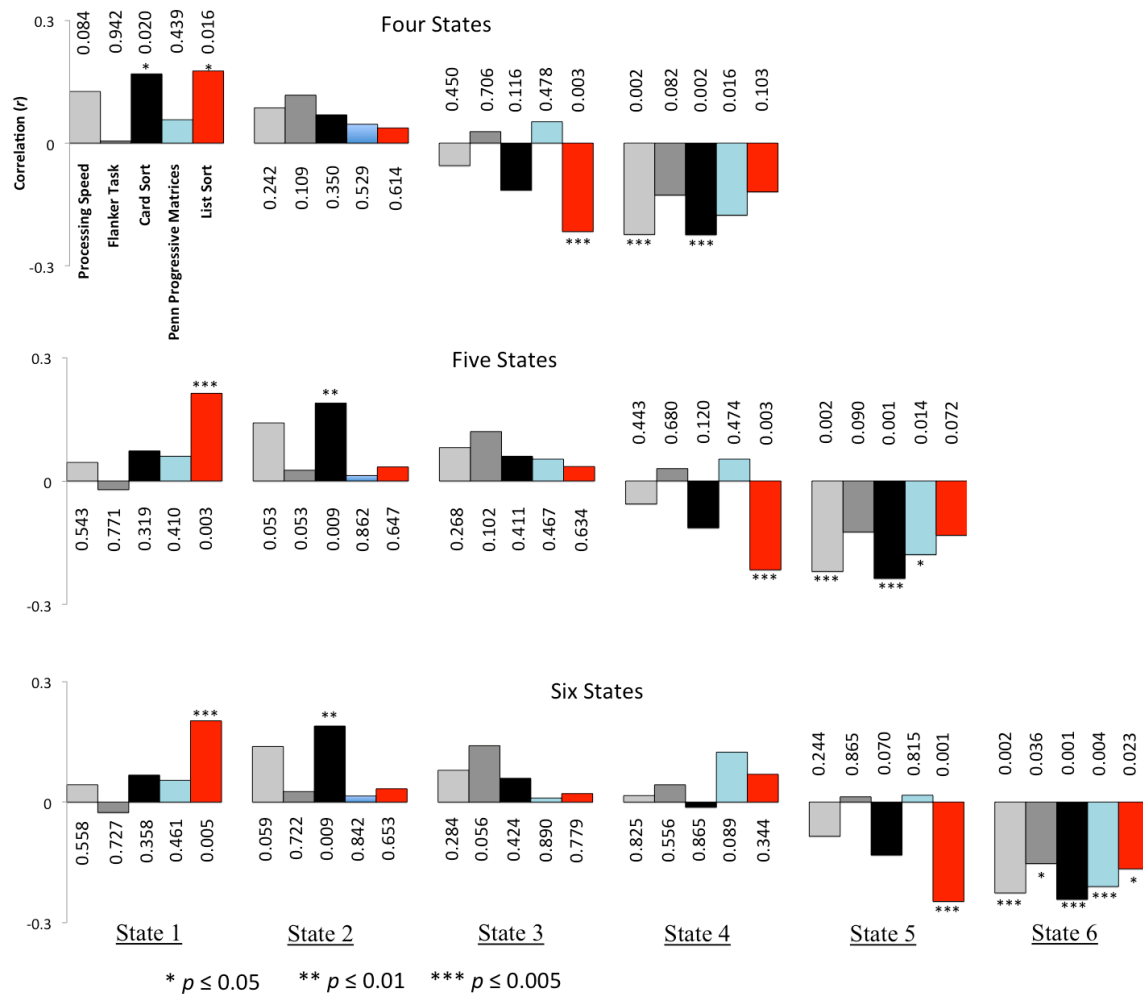 Four States
0.3
0
-0.3
Correlation (r)
0.084 0.942 0.020 0.439 0.016
* *
Processing Speed
Flanker Task
Card Sort
Penn Progressive Matrices
List Sort
0.242 0.109 0.350 0.529 0.614
0.450 0.706 0.116 0.478 0.003
***
0.002 0.082 0.002 0.016 0.103
*** ***
Five States
0.3
0
-0.3
***
0.543 0.771 0.319 0.410 0.003
**
0.053 0.053 0.009 0.862 0.647
0.268 0.102 0.411 0.467 0.634
0.443 0.680 0.120 0.474 0.003
***
0.002 0.090 0.001 0.014 0.072
*** *** *
Six States
0.3
0
-0.3
***
0.558 0.727 0.358 0.461 0.005
**
0.059 0.722 0.009 0.842 0.653
0.284 0.056 0.424 0.890 0.779
0.825 0.556 0.865 0.089 0.344
0.244 0.865 0.070 0.815 0.001
***
0.002 0.036 0.001 0.004 0.023
*** * *** *** *
State 1 State 2 State 3 State 4 State 5 State 6
* p ≤ 0.05 ** p ≤ 0.01 *** p ≤ 0.005